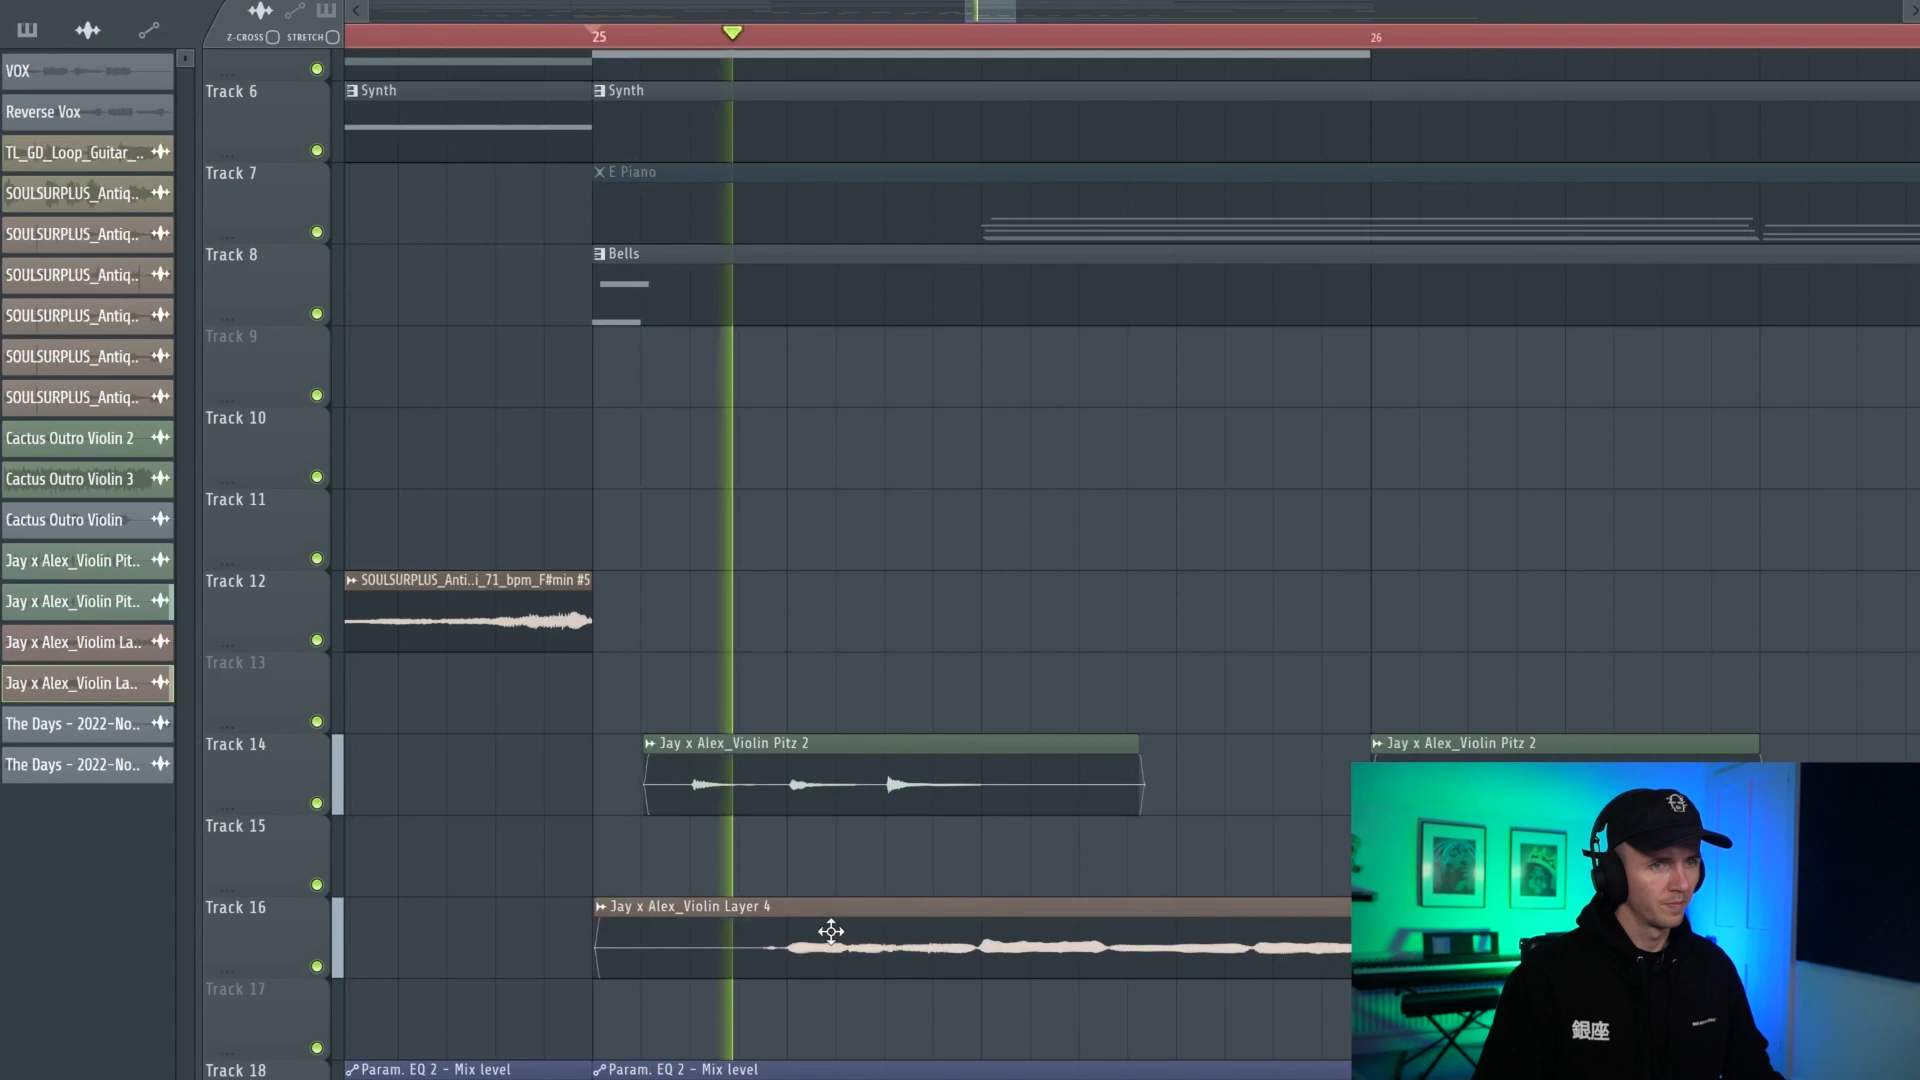 Z-CROSS STRETCH
25 26
VOX
Reverse Vox
TL_GD_Loop_Guitar_..
SOULSURPLUS_Antiq..
SOULSURPLUS_Antiq..
SOULSURPLUS_Antiq..
SOULSURPLUS_Antiq..
SOULSURPLUS_Antiq..
SOULSURPLUS_Antiq..
Cactus Outro Violin 2
Cactus Outro Violin 3
Cactus Outro Violin
Jay x Alex_Violin Pit..
Jay x Alex_Violin Pit..
Jay x Alex_Violim La..
Jay x Alex_Violin La..
The Days - 2022-No..
The Days - 2022-No..
Track 6
Synth
Synth
Track 7
E Piano
Track 8
Bells
Track 9
Track 10
Track 11
Track 12
SOULSURPLUS_Anti..i_71_bpm_F#min #5
Track 13
Track 14
Jay x Alex_Violin Pitz 2
Jay x Alex_Violin Pitz 2
Track 15
Track 16
Jay x Alex_Violin Layer 4
Track 17
Track 18
Param. EQ 2 - Mix level
Param. EQ 2 - Mix level
銀座